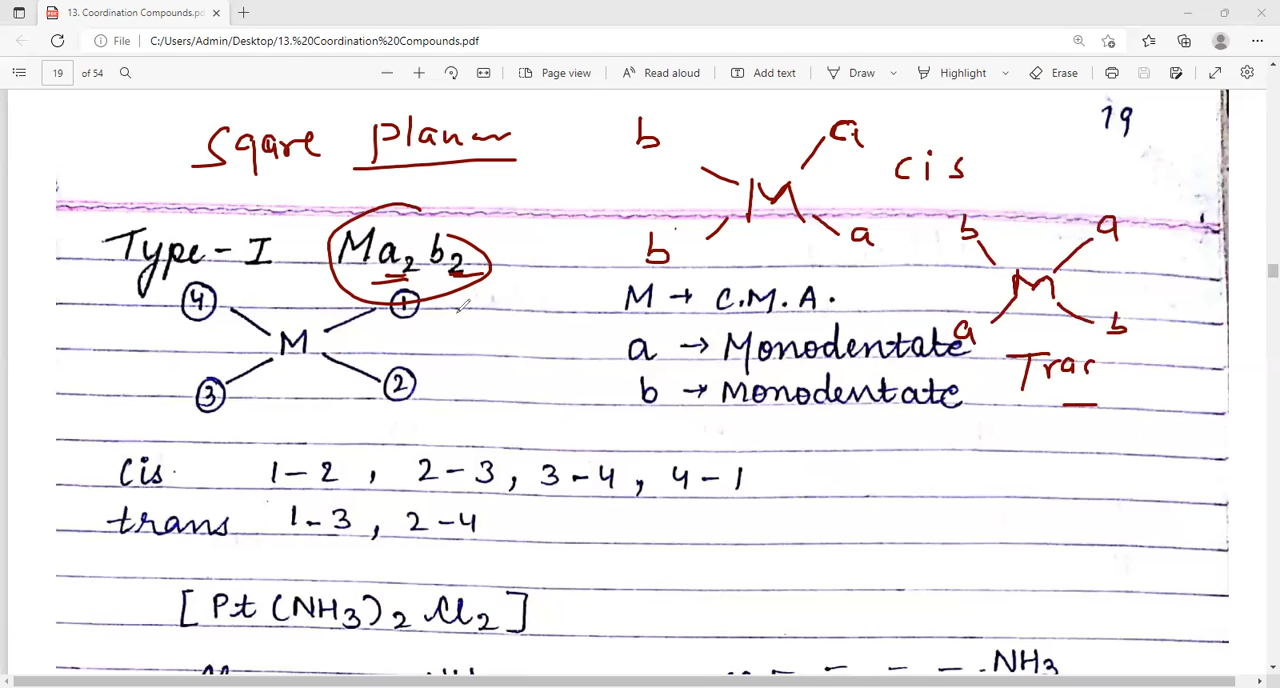 13. Coordination Compounds.pd
File C:/Users/Admin/Desktop/13.%20Coordination%20Compounds.pdf
19 of 54 Page view Read aloud Add text Draw Highlight Erase
19
Sqare Planar
b a
M cis
b a
b a
M
a b
Trac
Type-I Ma2b2
4 1
M
3 2
M → C.M.A.
a → Monodentate
b → Monodentate
Cis 1-2, 2-3, 3-4, 4-1
trans 1-3, 2-4
[Pt(NH3)2Cl2]
NH3